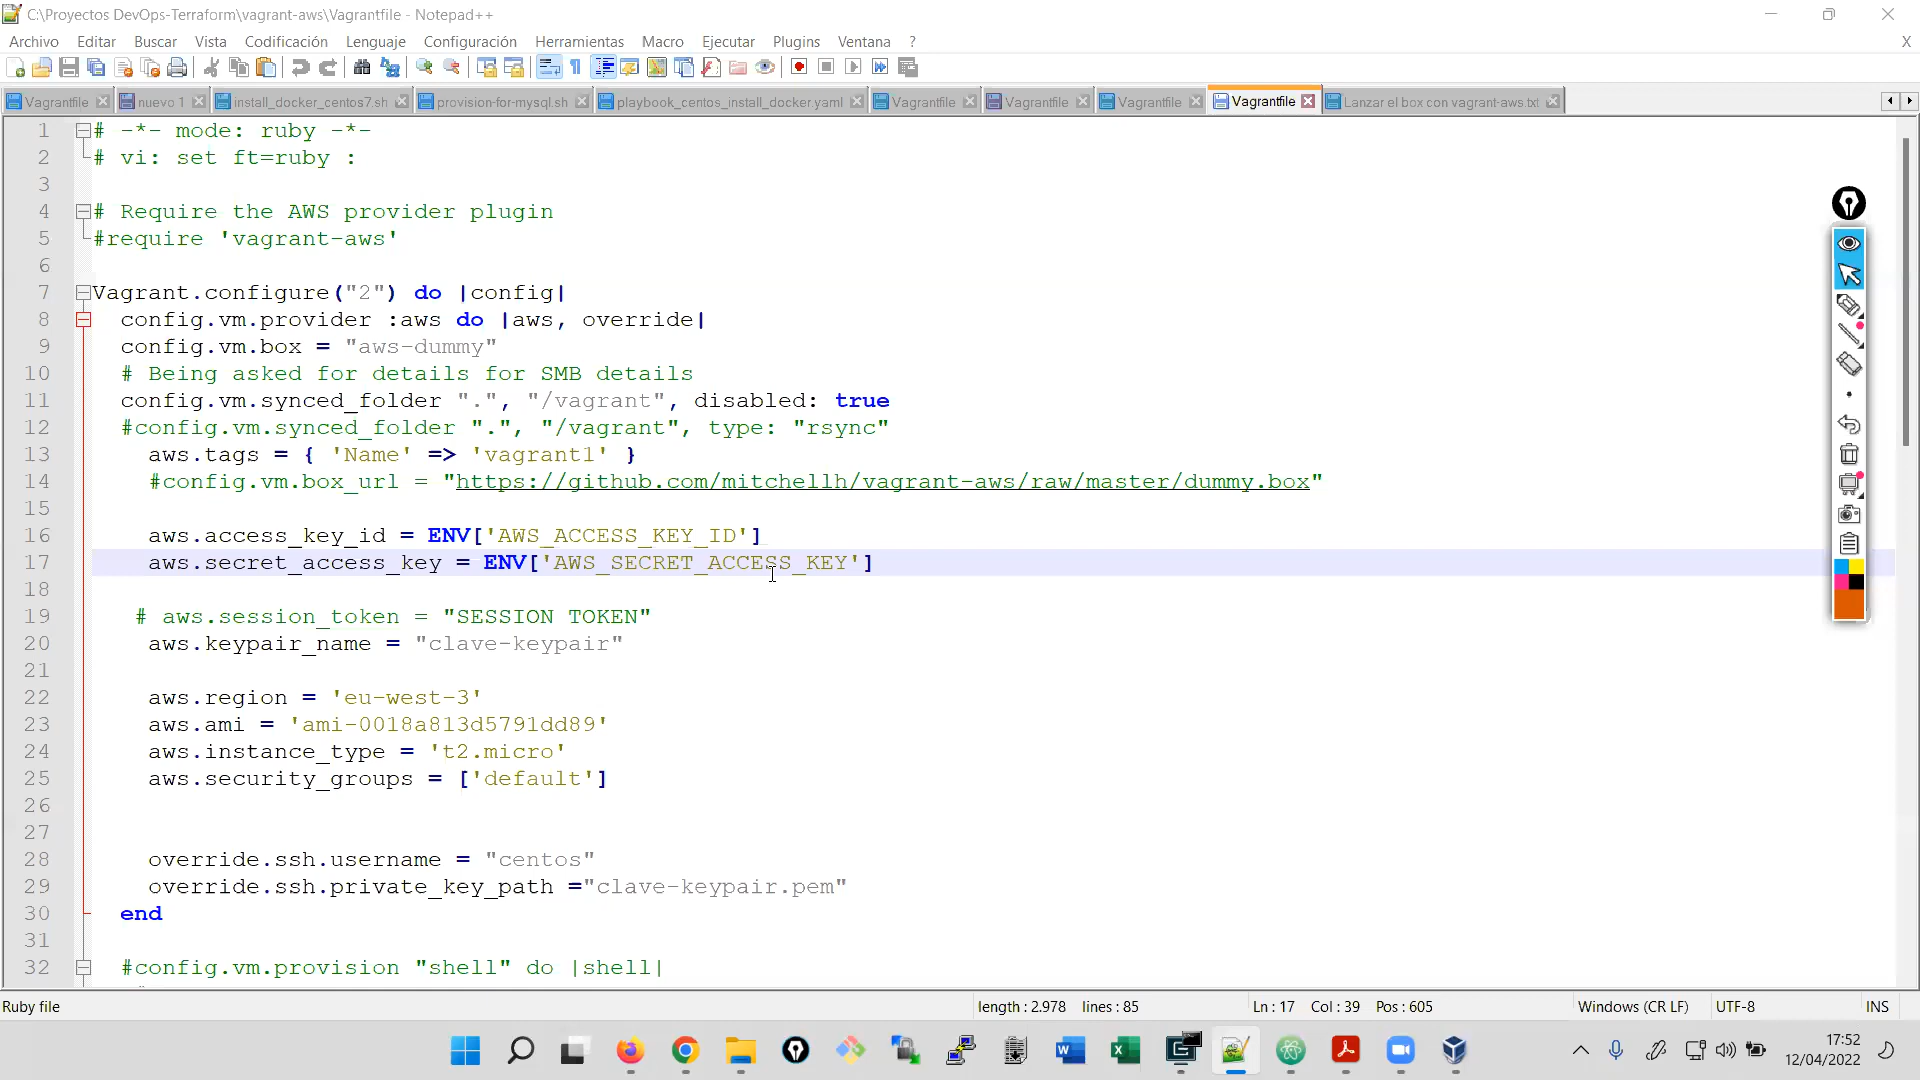 C:\Proyectos DevOps-Terraform\vagrant-aws\Vagrantfile - Notepad++
Archivo Editar Buscar Vista Codificación Lenguaje Configuración Herramientas Macro Ejecutar Plugins Ventana ? X
Vagrantfile nuevo 1 install_docker_centos7.sh provision-for-mysql.sh playbook_centos_install_docker.yaml Vagrantfile Vagrantfile Vagrantfile Vagrantfile Lanzar el box con vagrant-aws.txt
1 # -*- mode: ruby -*-
2 # vi: set ft=ruby :
3
4 # Require the AWS provider plugin
5 #require 'vagrant-aws'
6
7 Vagrant.configure("2") do |config|
8 config.vm.provider :aws do |aws, override|
9 config.vm.box = "aws-dummy"
10 # Being asked for details for SMB details
11 config.vm.synced_folder ".", "/vagrant", disabled: true
12 #config.vm.synced_folder ".", "/vagrant", type: "rsync"
13 aws.tags = { 'Name' => 'vagrant1' }
14 #config.vm.box_url = "https://github.com/mitchellh/vagrant-aws/raw/master/dummy.box"
15
16 aws.access_key_id = ENV['AWS_ACCESS_KEY_ID']
17 aws.secret_access_key = ENV['AWS_SECRET_ACCESS_KEY']
18
19 # aws.session_token = "SESSION TOKEN"
20 aws.keypair_name = "clave-keypair"
21
22 aws.region = 'eu-west-3'
23 aws.ami = 'ami-0018a813d5791dd89'
24 aws.instance_type = 't2.micro'
25 aws.security_groups = ['default']
26
27
28 override.ssh.username = "centos"
29 override.ssh.private_key_path ="clave-keypair.pem"
30 end
31
32 #config.vm.provision "shell" do |shell|
Ruby file length : 2.978 lines : 85 Ln : 17 Col : 39 Pos : 605 Windows (CR LF) UTF-8 INS
17:52
12/04/2022